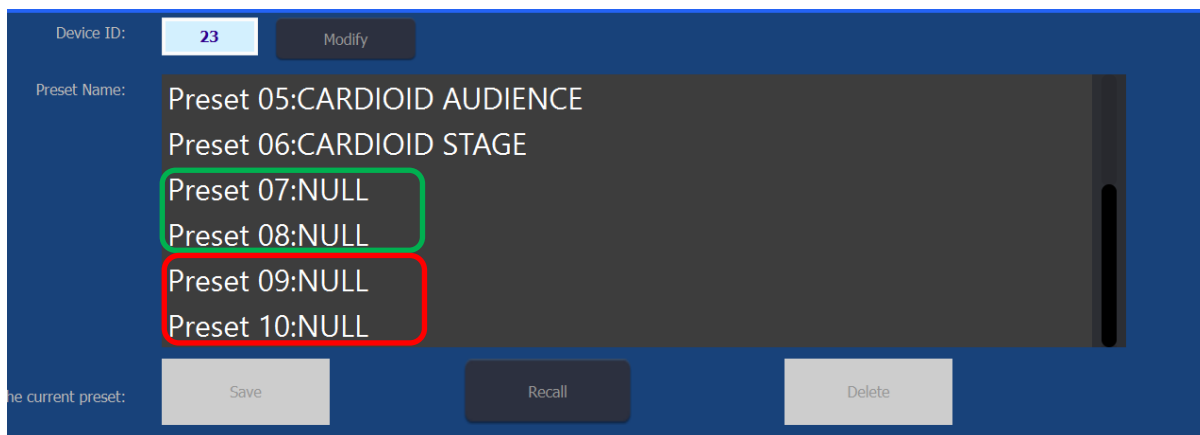 Device ID:
23
Modify
Preset Name:
Preset 05:CARDIOID AUDIENCE
Preset 06:CARDIOID STAGE
Preset 07:NULL
Preset 08:NULL
Preset 09:NULL
Preset 10:NULL
he current preset:
Save
Recall
Delete